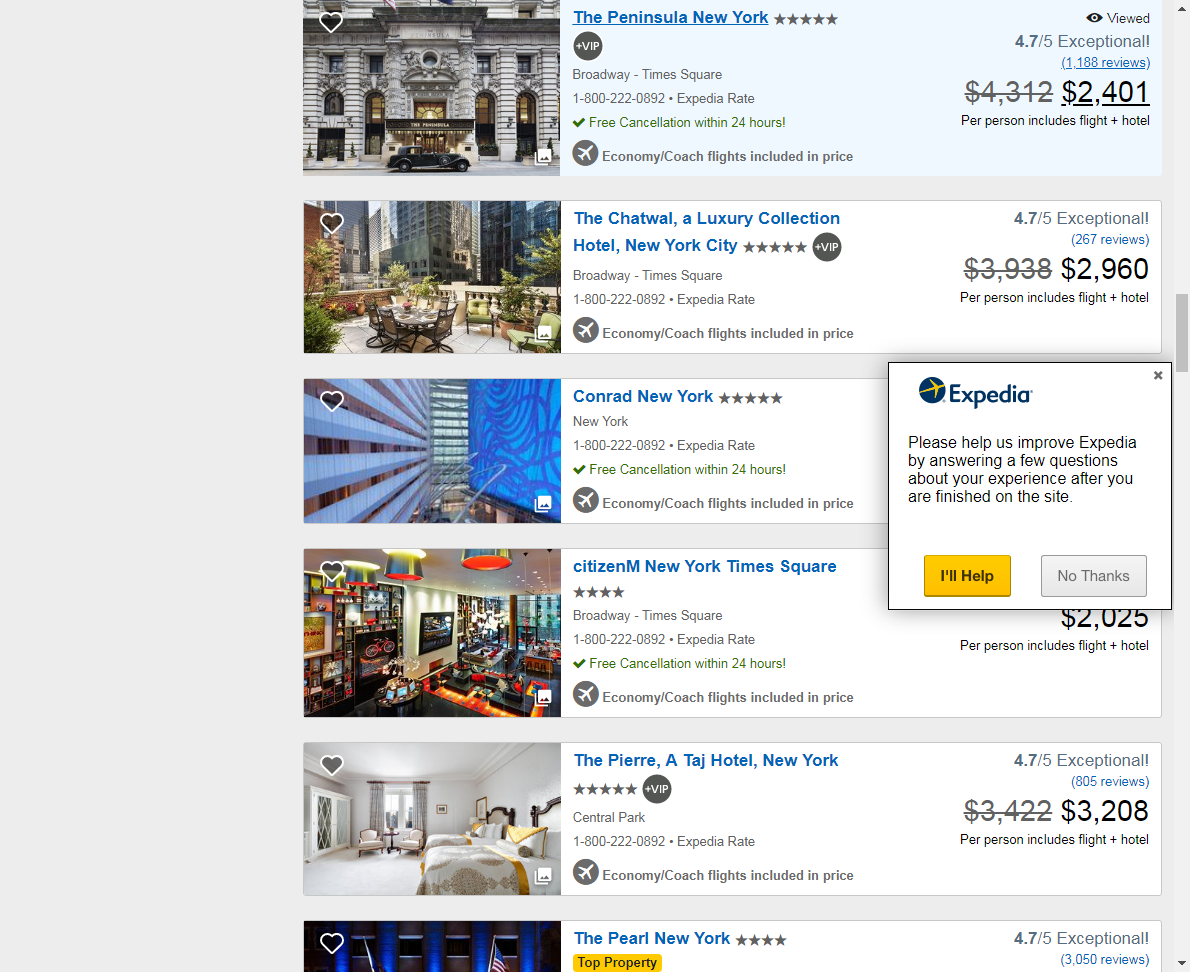 The Peninsula New York
+VIP
Broadway - Times Square
1-800-222-0892 • Expedia Rate
Free Cancellation within 24 hours!
Economy/Coach flights included in price
Viewed
4.7/5 Exceptional!
(1,188 reviews)
$4,312 $2,401
Per person includes flight + hotel
THE PENINSULA
The Chatwal, a Luxury Collection
Hotel, New York City +VIP
Broadway - Times Square
1-800-222-0892 • Expedia Rate
Economy/Coach flights included in price
4.7/5 Exceptional!
(267 reviews)
$3,938 $2,960
Per person includes flight + hotel
Conrad New York
New York
1-800-222-0892 • Expedia Rate
Free Cancellation within 24 hours!
Economy/Coach flights included in price
Expedia
Please help us improve Expedia
by answering a few questions
about your experience after you
are finished on the site.
I'll Help
No Thanks
citizenM New York Times Square
Broadway - Times Square
1-800-222-0892 • Expedia Rate
Free Cancellation within 24 hours!
Economy/Coach flights included in price
$2,025
Per person includes flight + hotel
The Pierre, A Taj Hotel, New York
+VIP
Central Park
1-800-222-0892 • Expedia Rate
Economy/Coach flights included in price
4.7/5 Exceptional!
(805 reviews)
$3,422 $3,208
Per person includes flight + hotel
The Pearl New York
Top Property
4.7/5 Exceptional!
(3,050 reviews)